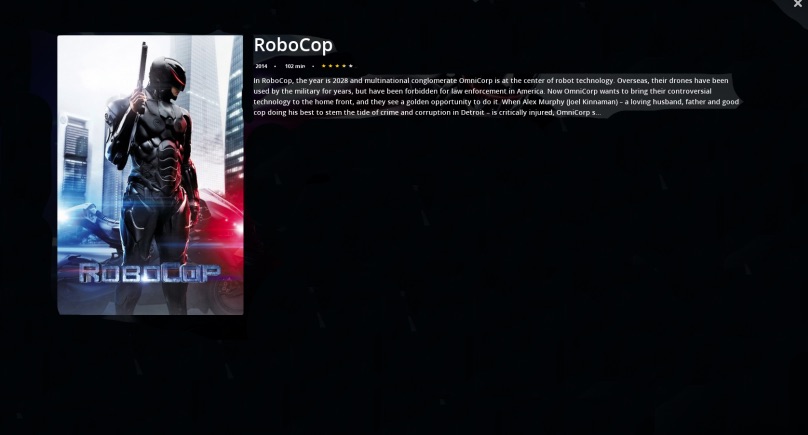 RoboCop
2014 • 102 min •
In RoboCop, the year is 2028 and multinational conglomerate OmniCorp is at the center of robot technology. Overseas, their drones have been
used by the military for years, but have been forbidden for law enforcement in America. Now OmniCorp wants to bring their controversial
technology to the home front, and they see a golden opportunity to do it. When Alex Murphy (Joel Kinnaman) – a loving husband, father and good
cop doing his best to stem the tide of crime and corruption in Detroit – is critically injured, OmniCorp s...
ROBOCOP